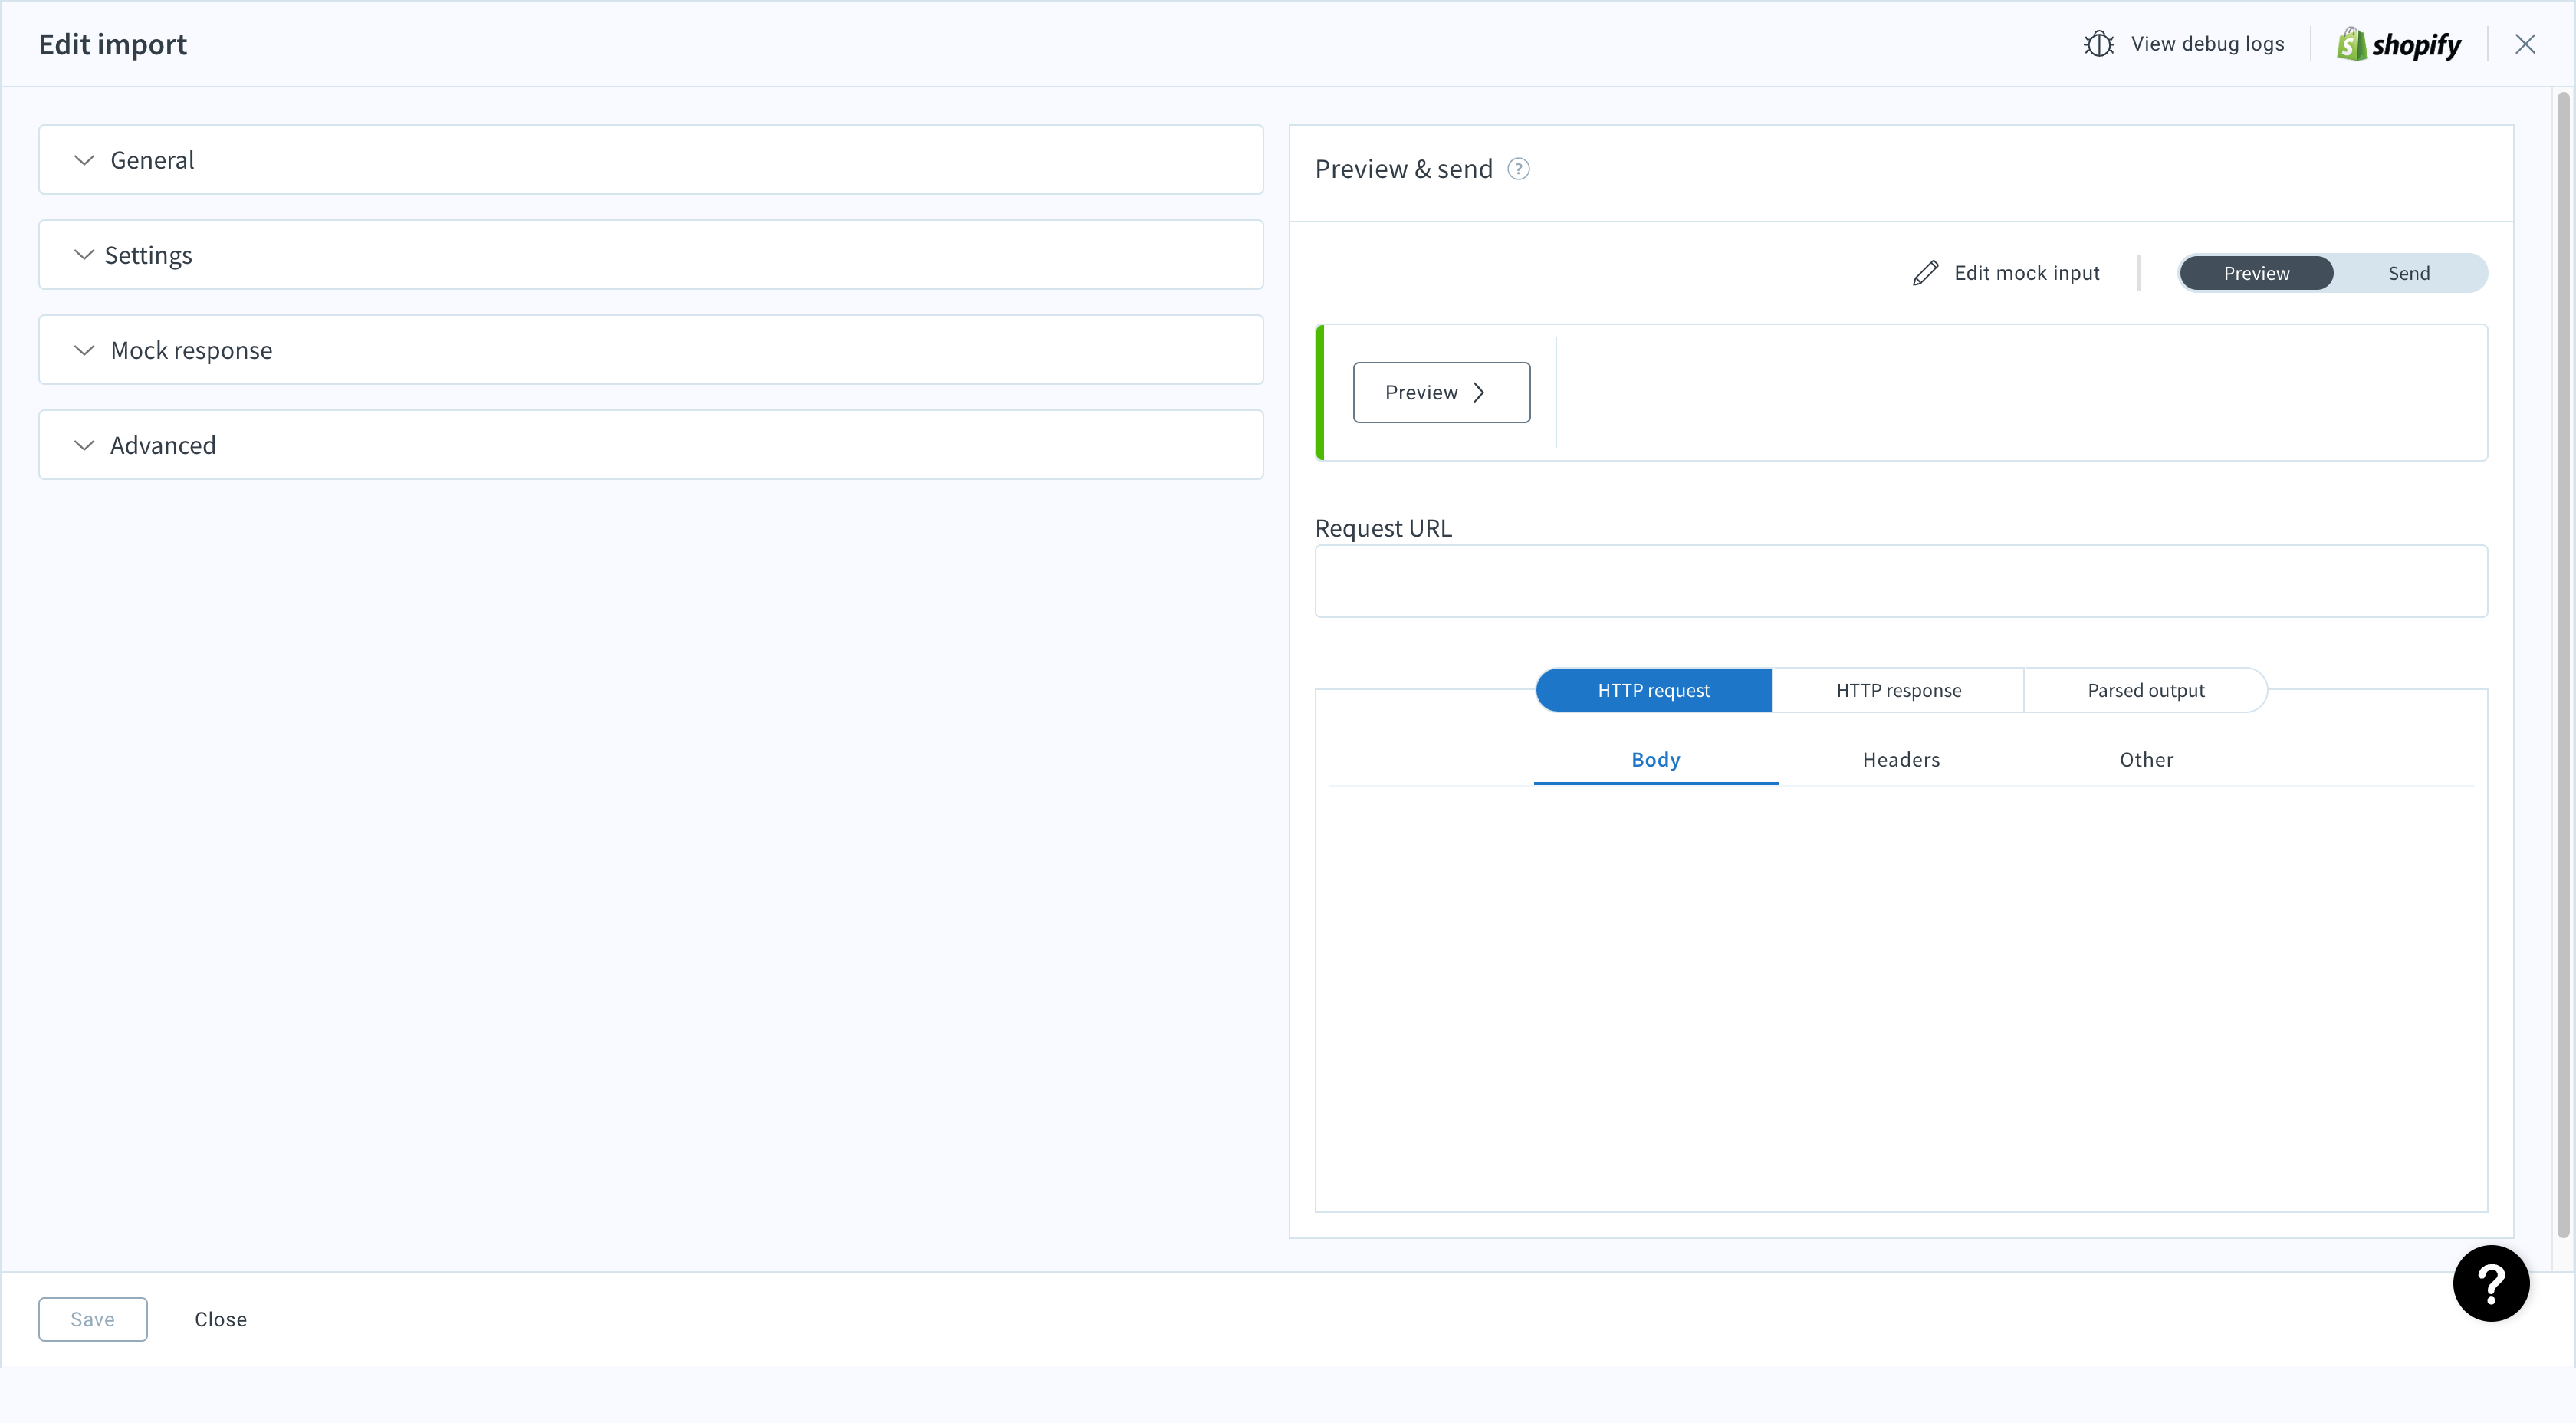 Edit import
View debug logs
shopify
General
Settings
Mock response
Advanced
Preview & send ?
Edit mock input
Preview
Send
Preview
Request URL
HTTP request
HTTP response
Parsed output
Body
Headers
Other
Save
Close
?